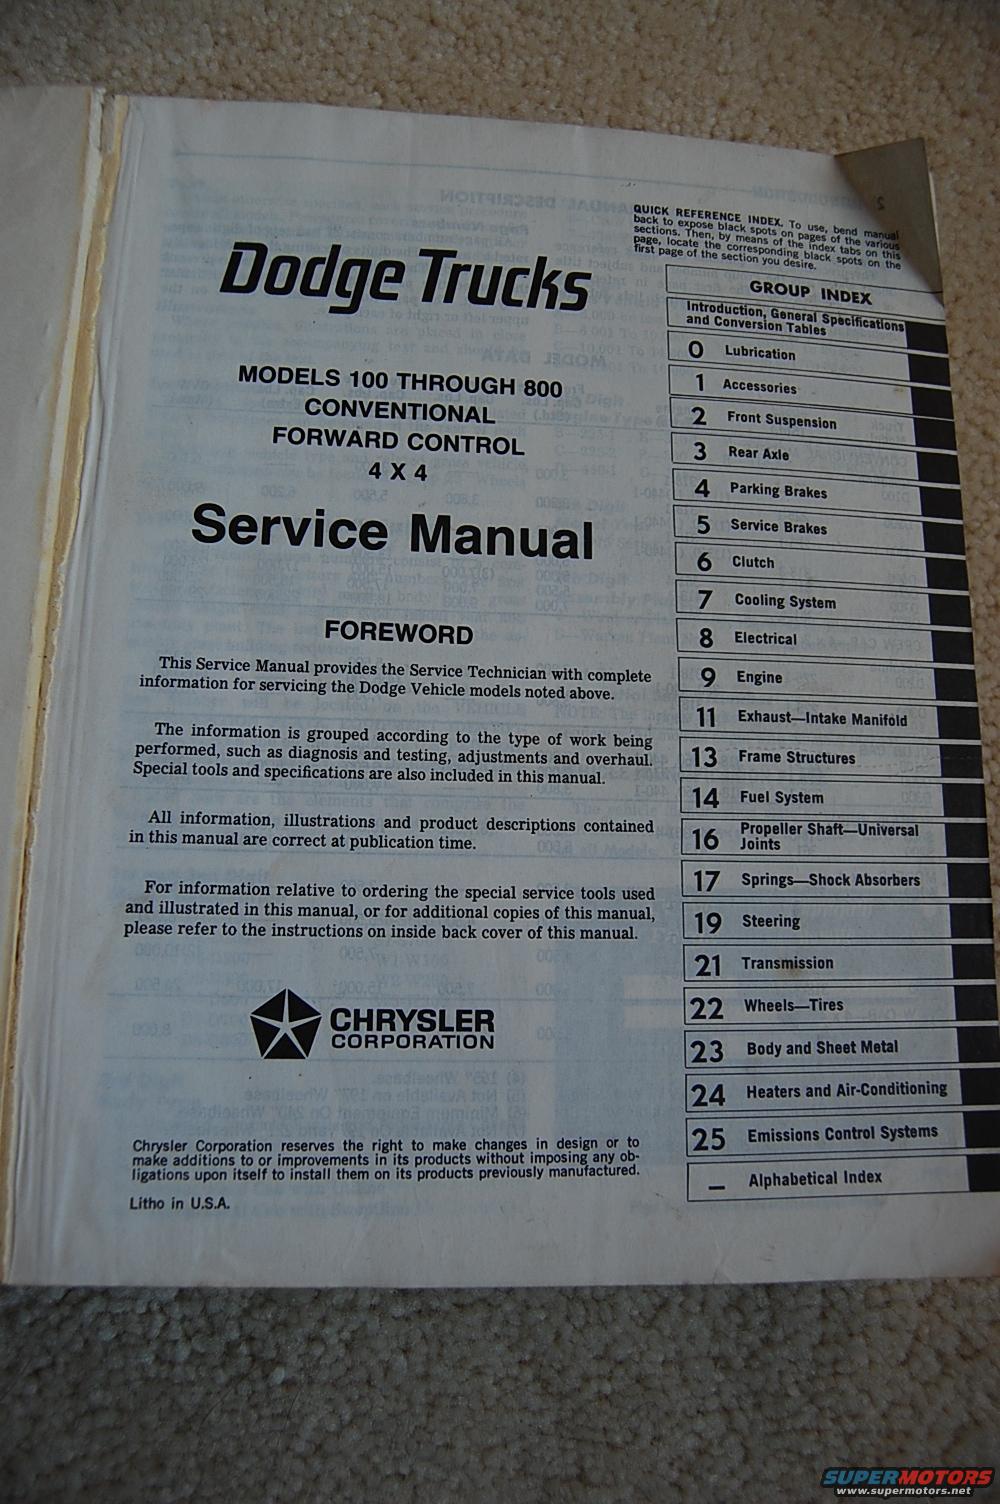 Dodge Trucks
MODELS 100 THROUGH 800
CONVENTIONAL
FORWARD CONTROL
4 X 4
Service Manual
FOREWORD
This Service Manual provides the Service Technician with complete
information for servicing the Dodge Vehicle models noted above.
The information is grouped according to the type of work being
performed, such as diagnosis and testing, adjustments and overhaul.
Special tools and specifications are also included in this manual.
All information, illustrations and product descriptions contained
in this manual are correct at publication time.
For information relative to ordering the special service tools used
and illustrated in this manual, or for additional copies of this manual,
please refer to the instructions on inside back cover of this manual.
CHRYSLER
CORPORATION
Chrysler Corporation reserves the right to make changes in design or to
make additions to or improvements in its products without imposing any ob-
ligations upon itself to install them on its products previously manufactured.
Litho in U.S.A.
QUICK REFERENCE INDEX. To use, bend manual
back to expose black spots on pages of the various
sections. Then, by means of the index tabs on this
page, locate the corresponding black spots on the
first page of the section you desire.
GROUP INDEX
Introduction, General Specifications
and Conversion Tables
0 Lubrication
1 Accessories
2 Front Suspension
3 Rear Axle
4 Parking Brakes
5 Service Brakes
6 Clutch
7 Cooling System
8 Electrical
9 Engine
11 Exhaust—Intake Manifold
13 Frame Structures
14 Fuel System
16 Propeller Shaft—Universal
Joints
17 Springs—Shock Absorbers
19 Steering
21 Transmission
22 Wheels—Tires
23 Body and Sheet Metal
24 Heaters and Air-Conditioning
25 Emissions Control Systems
— Alphabetical Index
SUPERMOTORS
www.supermotors.net